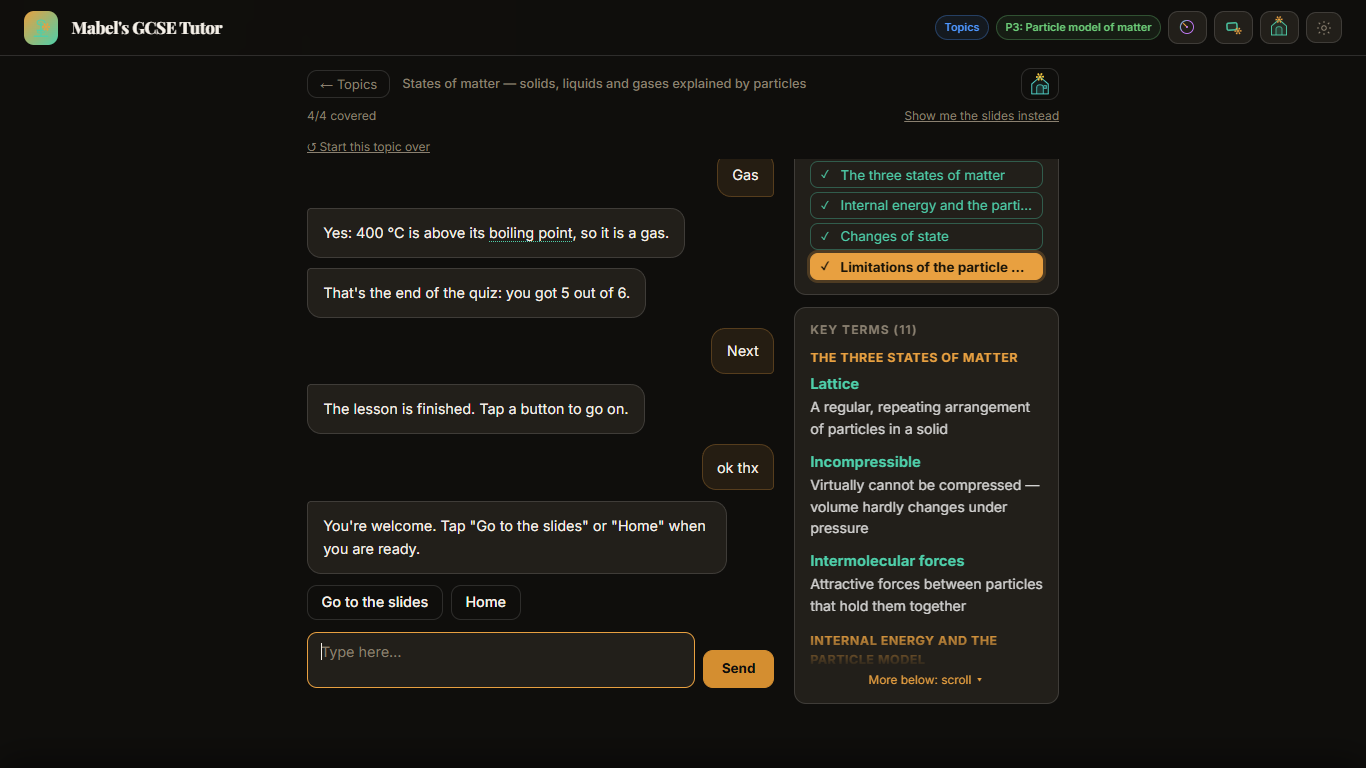 Mabel's GCSE Tutor
Topics
P3: Particle model of matter
← Topics
States of matter — solids, liquids and gases explained by particles
4/4 covered
Show me the slides instead
↺ Start this topic over
Gas
Yes: 400 °C is above its boiling point, so it is a gas.
That's the end of the quiz: you got 5 out of 6.
Next
The lesson is finished. Tap a button to go on.
ok thx
You're welcome. Tap "Go to the slides" or "Home" when
you are ready.
Go to the slides
Home
Type here...
Send
✓ The three states of matter
✓ Internal energy and the parti...
✓ Changes of state
✓ Limitations of the particle ...
KEY TERMS (11)
THE THREE STATES OF MATTER
Lattice
A regular, repeating arrangement
of particles in a solid
Incompressible
Virtually cannot be compressed —
volume hardly changes under
pressure
Intermolecular forces
Attractive forces between particles
that hold them together
INTERNAL ENERGY AND THE
PARTICLE MODEL
More below: scroll ▾